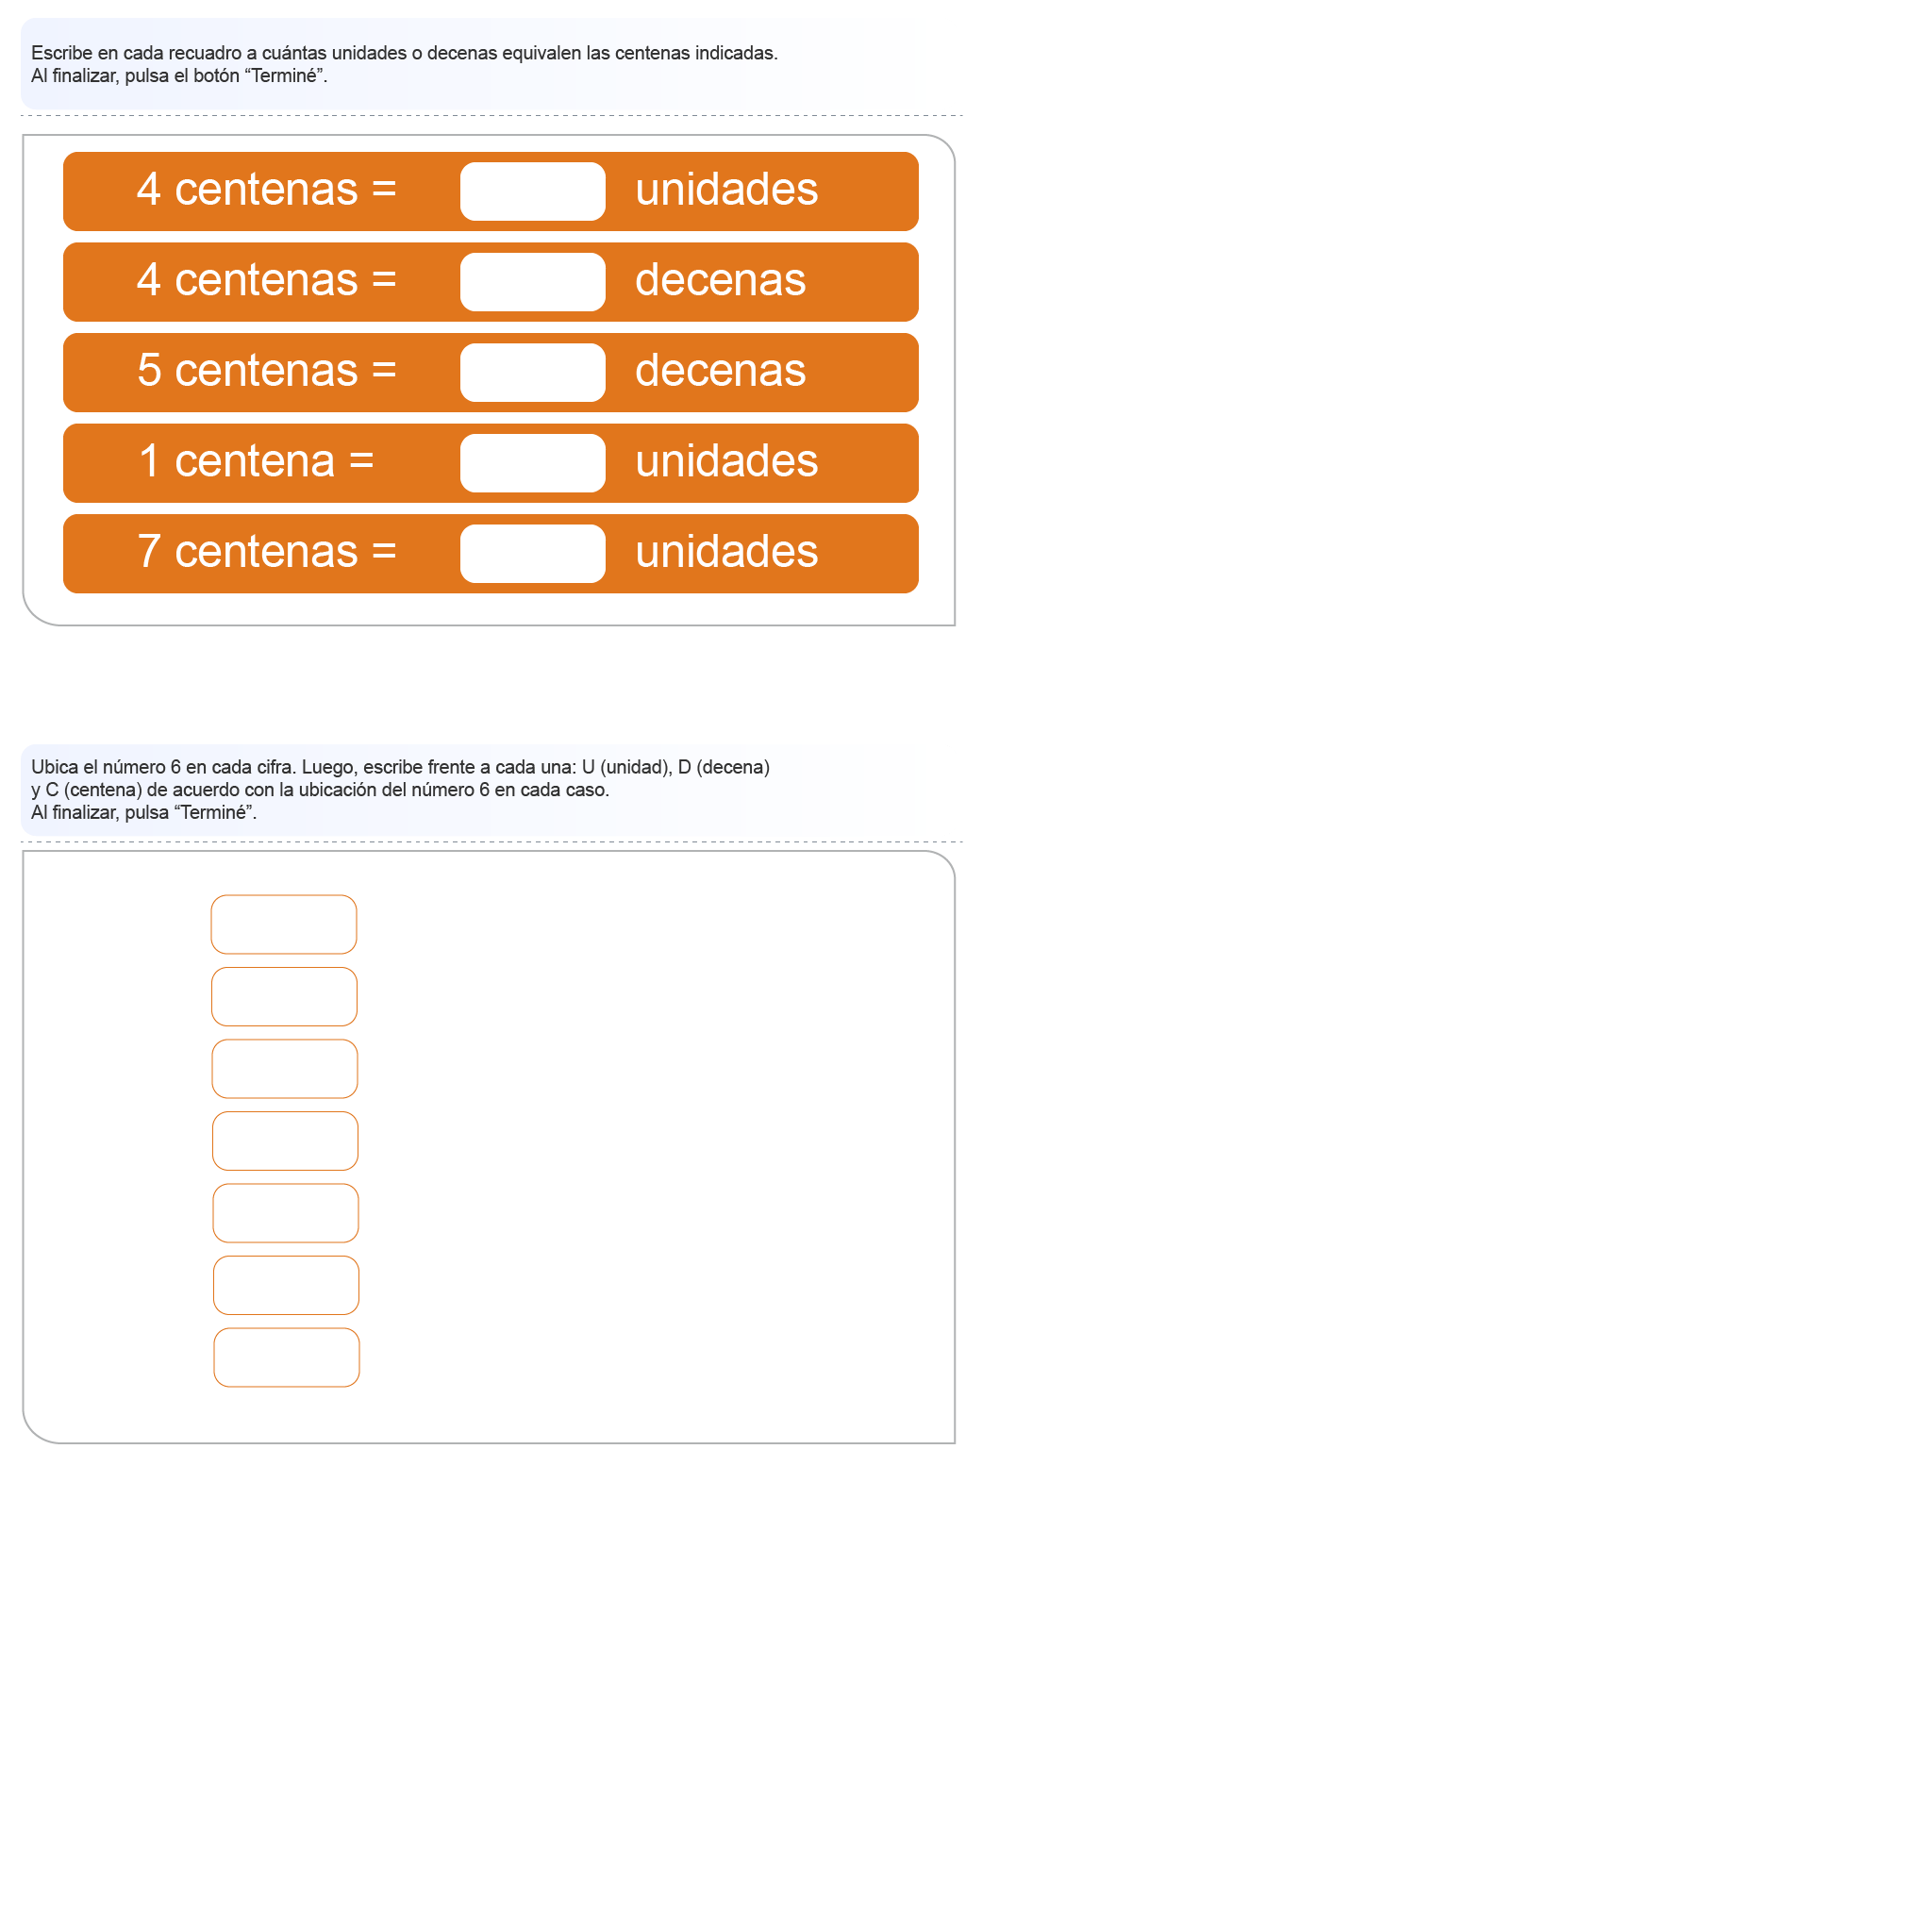 Escribe en cada recuadro a cuántas unidades o decenas equivalen las centenas indicadas.
Al finalizar, pulsa el botón “Terminé”.
4 centenas = unidades
4 centenas = decenas
5 centenas = decenas
1 centena = unidades
7 centenas = unidades
Ubica el número 6 en cada cifra. Luego, escribe frente a cada una: U (unidad), D (decena)
y C (centena) de acuerdo con la ubicación del número 6 en cada caso.
Al finalizar, pulsa “Terminé”.